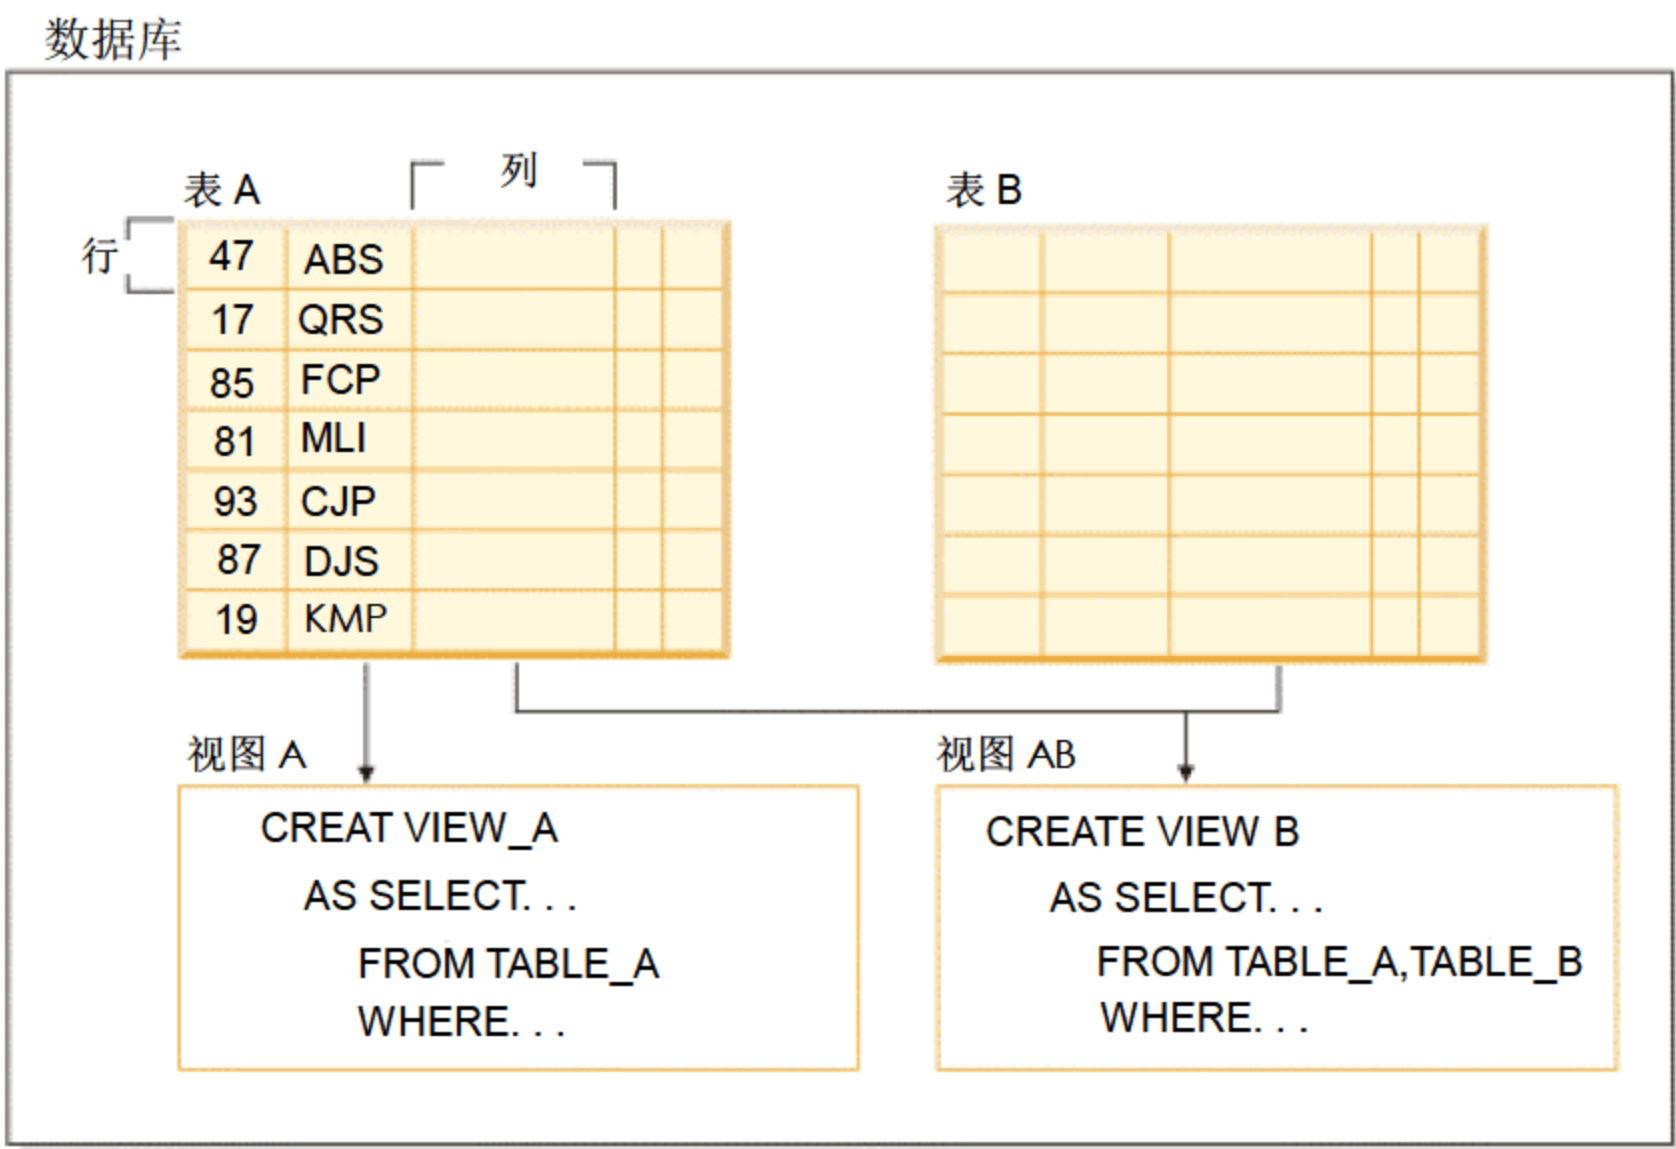 数据库
表 A
列
表 B
行
47 ABS
17 QRS
85 FCP
81 MLI
93 CJP
87 DJS
19 KMP
视图 A
CREAT VIEW_A
AS SELECT. . .
FROM TABLE_A
WHERE. . .
视图 AB
CREATE VIEW B
AS SELECT. . .
FROM TABLE_A,TABLE_B
WHERE. . .